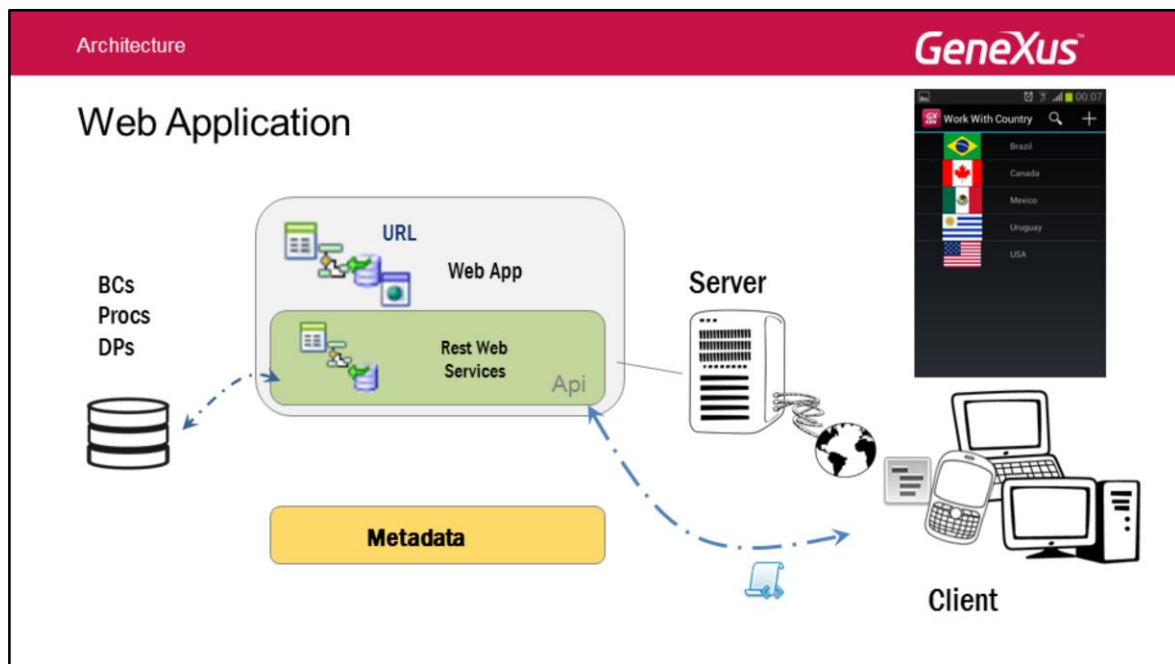 Architecture
GeneXus™
Web Application
00:07
Work With Country
Brazil
Canada
Mexico
Uruguay
USA
URL
Web App
BCs
Procs
DPs
Rest Web
Services
Api
Server
Metadata
Client